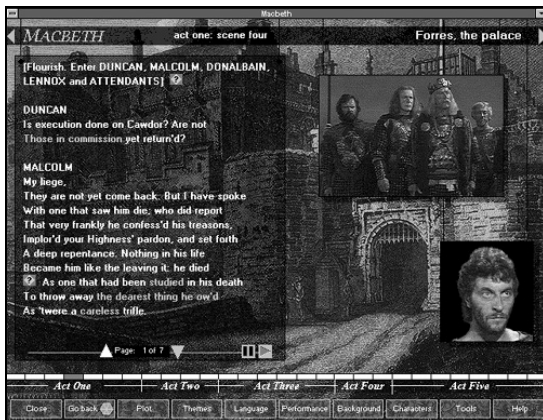 Macbeth
MACBETH act one: scene four Forres, the palace
[Flourish. Enter DUNCAN, MALCOLM, DONALBAIN,
LENNOX and ATTENDANTS] ?
DUNCAN
Is execution done on Cawdor? Are not
Those in commission yet return'd?
MALCOLM
My liege,
They are not yet come back. But I have spoke
With one that saw him die; who did report
That very frankly he confess'd his treasons,
Implor'd your Highness' pardon, and set forth
A deep repentance. Nothing in his life
Became him like the leaving it: he died
? As one that had been studied in his death
To throw away the dearest thing he ow'd
As 'twere a careless trifle.
Page: 1 of 7
Act One Act Two Act Three Act Four Act Five
Close Go back Plot Themes Language Performance Background Characters Tools Help